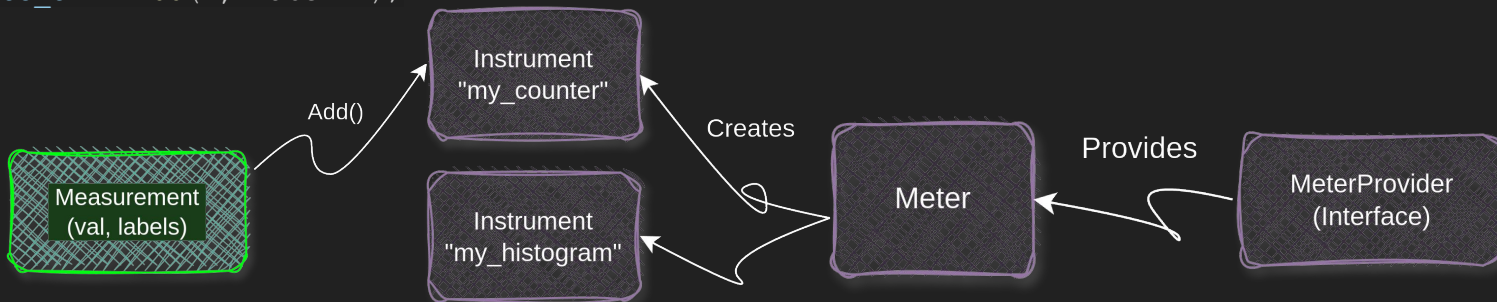 Instrument
"my_counter"
Add()
Creates
Provides
Measurement
(val, labels)
Instrument
"my_histogram"
Meter
MeterProvider
(Interface)